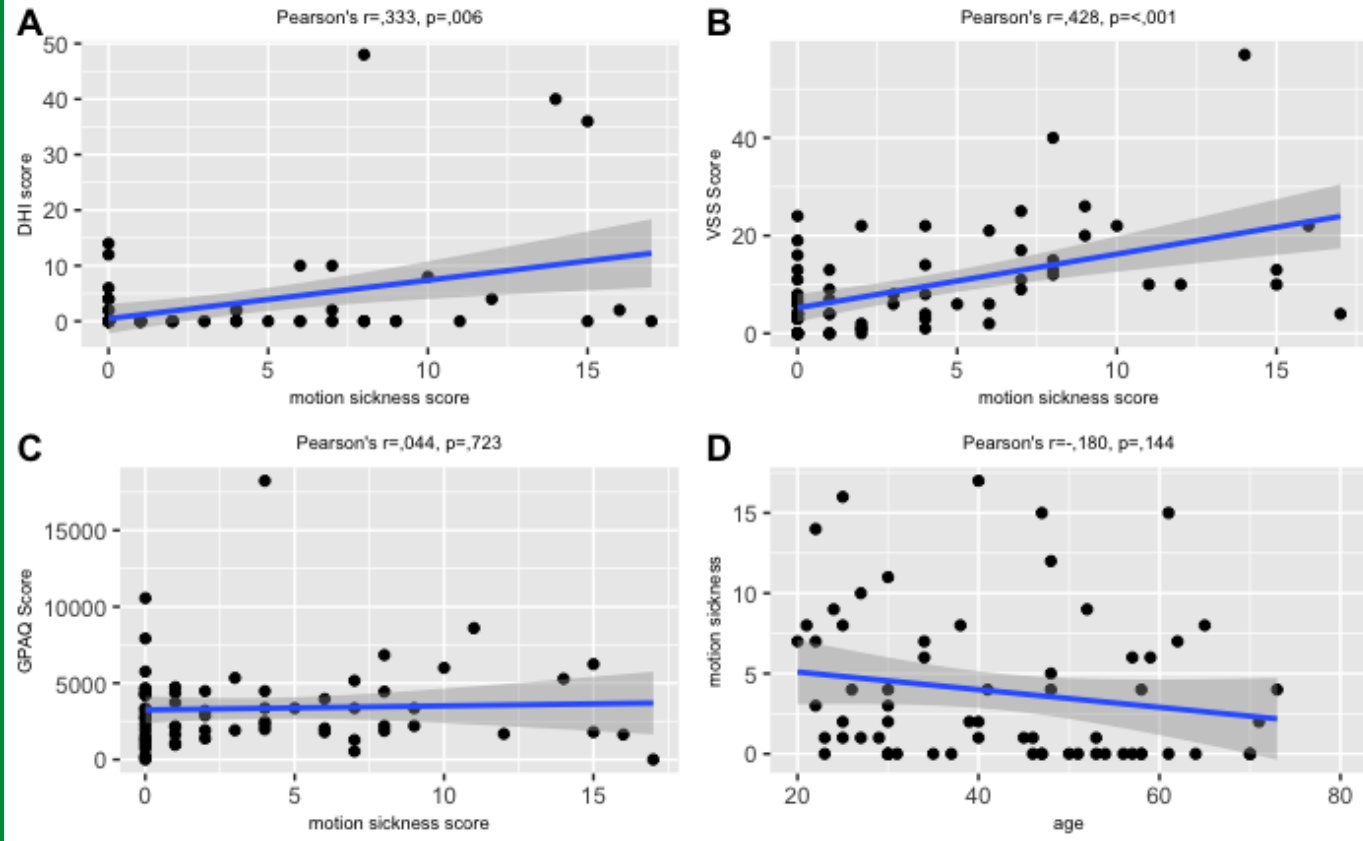 A
Pearson's r=,333, p=,006
DHI score
50
40
30
20
10
0
0 5 10 15
motion sickness score
B
Pearson's r=,428, p=<,001
VSS Score
40
20
0
0 5 10 15
motion sickness score
C
Pearson's r=,044, p=,723
GPAQ Score
15000
10000
5000
0
0 5 10 15
motion sickness score
D
Pearson's r=-,180, p=,144
motion sickness
15
10
5
0
20 40 60 80
age